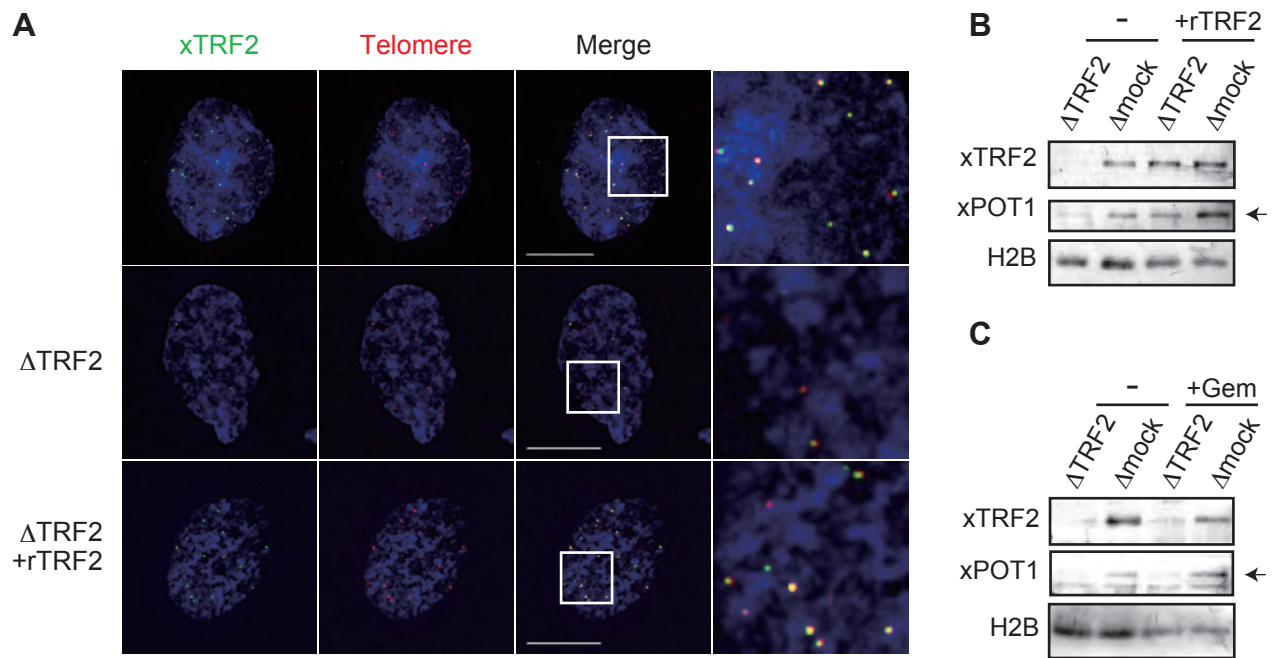 A
xTRF2 Telomere Merge
ΔTRF2
ΔTRF2
+rTRF2
B
- +rTRF2
ΔTRF2 Δmock ΔTRF2 Δmock
xTRF2
xPOT1
H2B
C
- +Gem
ΔTRF2 Δmock ΔTRF2 Δmock
xTRF2
xPOT1
H2B